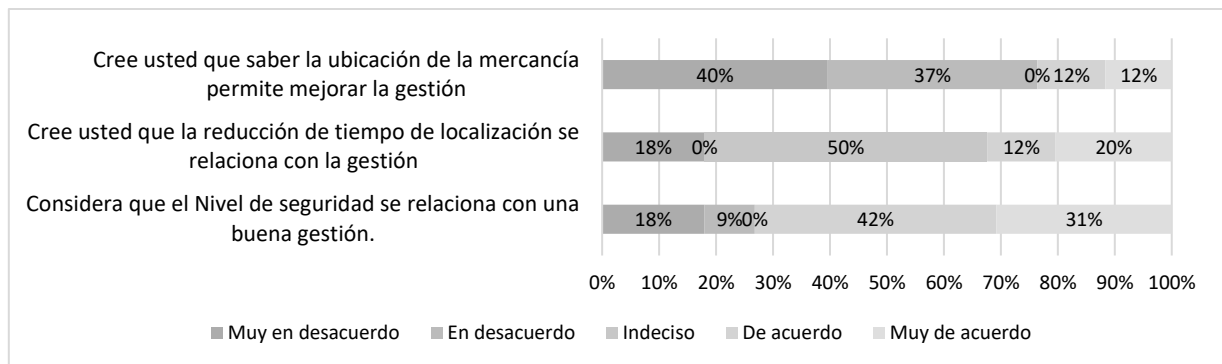 Cree usted que saber la ubicación de la mercancía
permite mejorar la gestión
40% 37% 0% 12% 12%
Cree usted que la reducción de tiempo de localización se
relaciona con la gestión
18% 0% 50% 12% 20%
Considera que el Nivel de seguridad se relaciona con una
buena gestión.
18% 9% 0% 42% 31%
0% 10% 20% 30% 40% 50% 60% 70% 80% 90% 100%
Muy en desacuerdo En desacuerdo Indeciso De acuerdo Muy de acuerdo